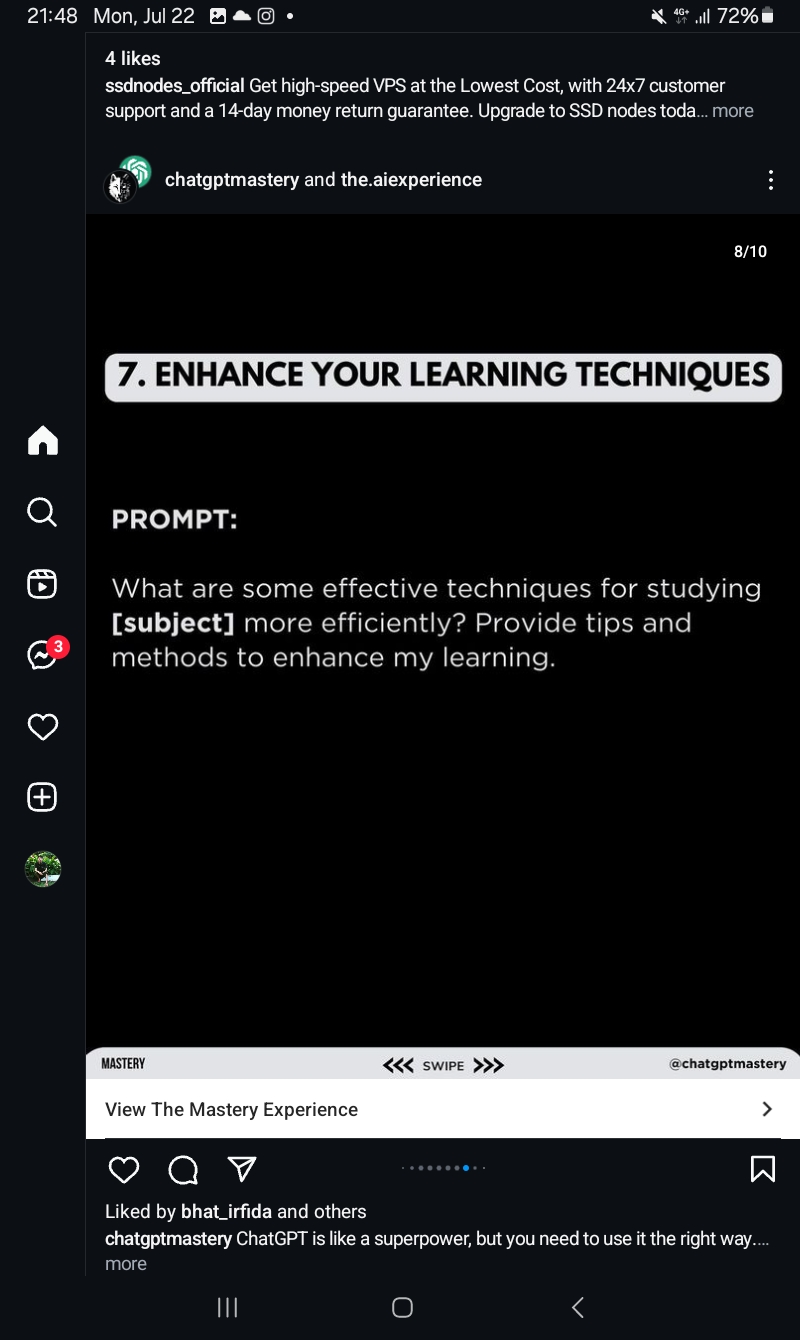 21:48 Mon, Jul 22 72%
4G+
4 likes
ssdnodes_official Get high-speed VPS at the Lowest Cost, with 24x7 customer
support and a 14-day money return guarantee. Upgrade to SSD nodes toda... more
chatgptmastery and the.aiexperience
8/10
7. ENHANCE YOUR LEARNING TECHNIQUES
PROMPT:
What are some effective techniques for studying
[subject] more efficiently? Provide tips and
methods to enhance my learning.
3
MASTERY <<< SWIPE >>> @chatgptmastery
View The Mastery Experience
Liked by bhat_irfida and others
chatgptmastery ChatGPT is like a superpower, but you need to use it the right way....
more